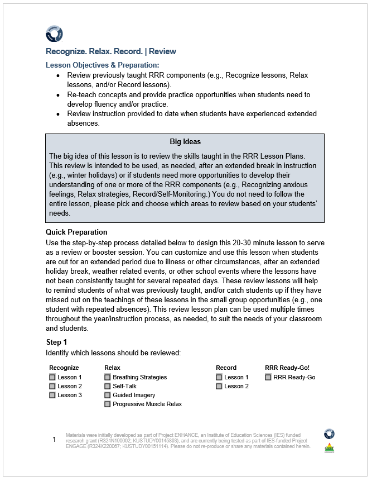 Recognize. Relax. Record. | Review
Lesson Objectives & Preparation:
• Review previously taught RRR components (e.g., Recognize lessons, Relax
lessons, and/or Record lessons).
• Re-teach concepts and provide practice opportunities when students need to
develop fluency and/or practice.
• Review instruction provided to date when students have experienced extended
absences.
Big Ideas
The big idea of this lesson is to review the skills taught in the RRR Lesson Plans.
This review is intended to be used, as needed, after an extended break in instruction
(e.g., winter holidays) or if students need more opportunities to develop their
understanding of one or more of the RRR components (e.g., Recognizing anxious
feelings, Relax strategies, Record/Self-Monitoring.) You do not need to follow the
entire lesson, please pick and choose which areas to review based on your students'
needs.
Quick Preparation
Use the step-by-step process detailed below to design this 20-30 minute lesson to serve
as a review or booster session. You can customize and use this lesson when students
are out for an extended period due to illness or other circumstances, after an extended
holiday break, weather related events, or other school events where the lessons have
not been consistently taught for several repeated days. These review lessons will help
to remind students of what was previously taught, and/or catch students up if they have
missed out on the teachings of these lessons in the small group opportunities (e.g., one
student with repeated absences). This review lesson plan can be used multiple times
throughout the year/instruction process, as needed, to suit the needs of your classroom
and students.
Step 1
Identify which lessons should be reviewed:
Recognize Relax Record RRR Ready-Go!
Lesson 1 Breathing Strategies Lesson 1 RRR Ready Go
Lesson 2 Self-Talk Lesson 2
Lesson 3 Guided Imagery
Progressive Muscle Relax
1
Materials were initially developed as part of Project ENHANCE, an Institute of Education Sciences (IES) funded
and are currently being tested as part of IES funded Project
ENGAGE Please do not reproduce or use materials contained herein.